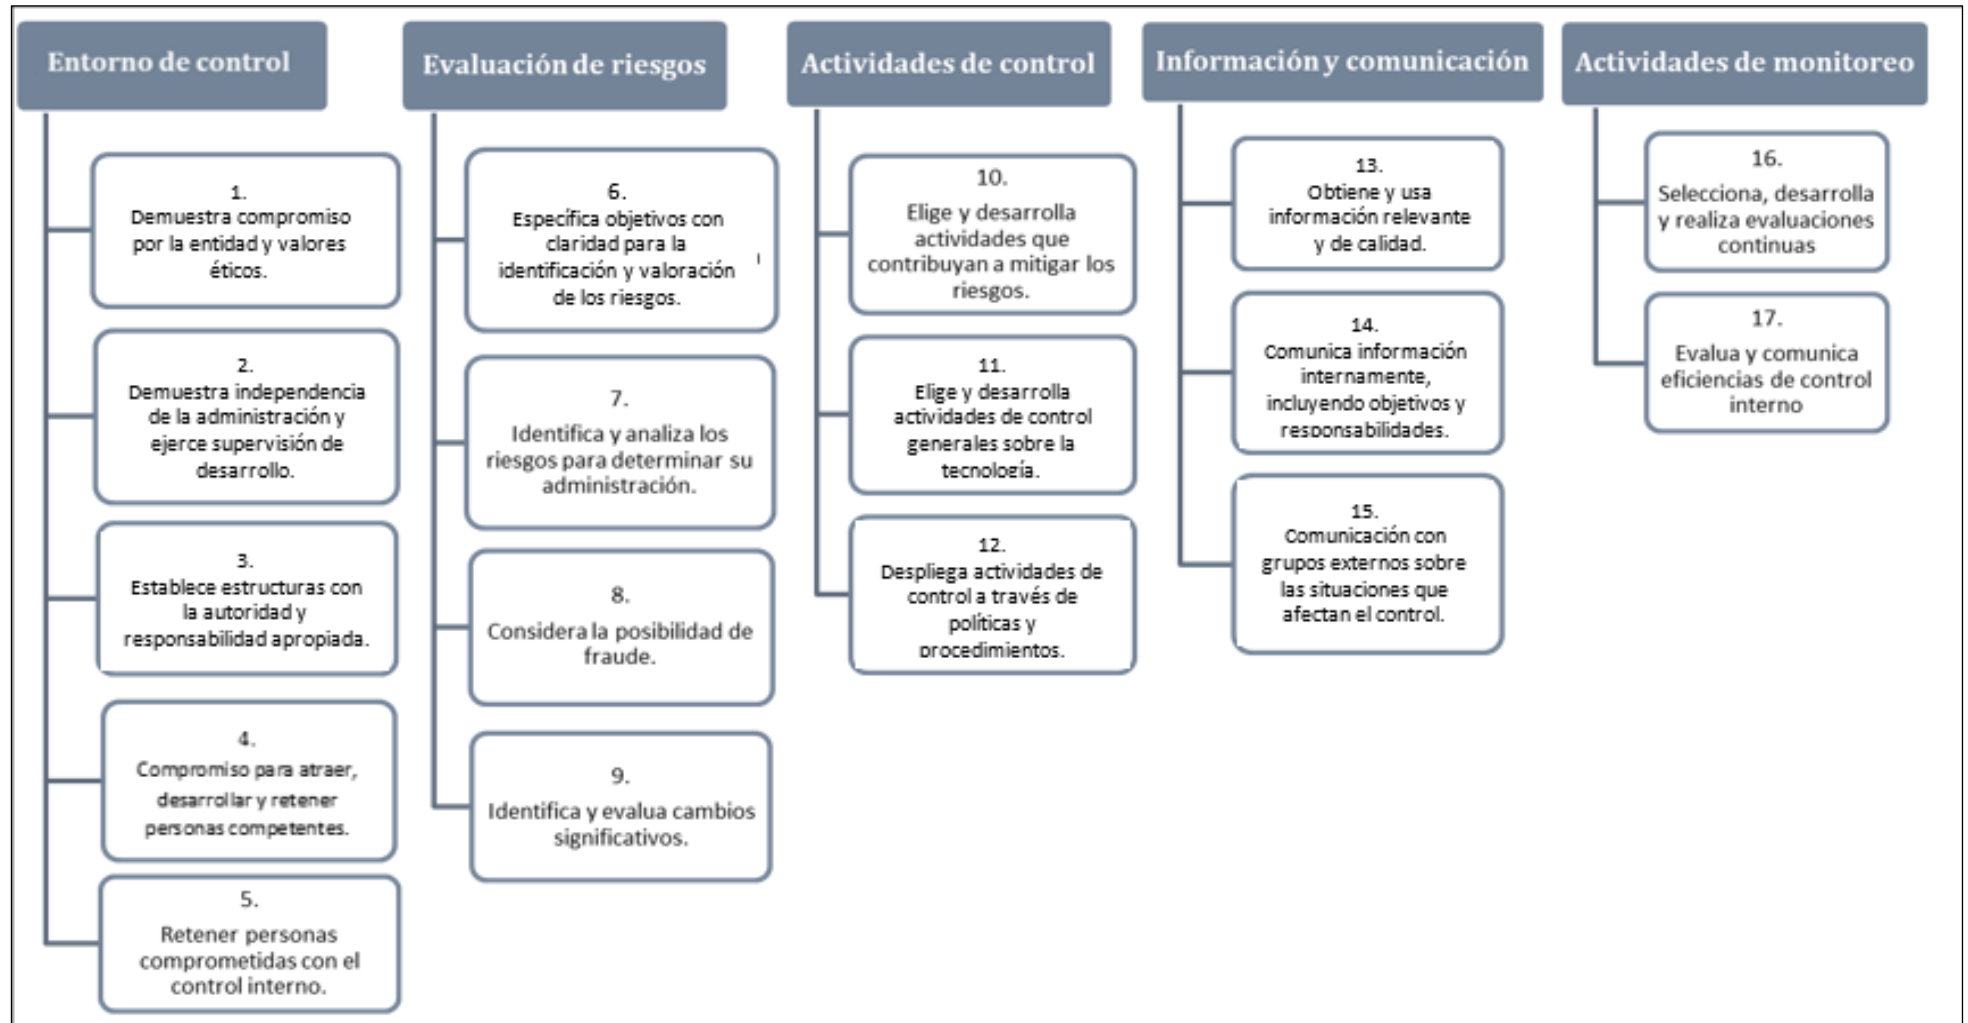 Entorno de control
1.
Demuestra compromiso
por la entidad y valores
éticos.
2.
Demuestra independencia
de la administración y
ejerce supervisión de
desarrollo.
3.
Establece estructuras con
la autoridad y
responsabilidad apropiada.
4.
Compromiso para atraer,
desarrollar y retener
personas competentes.
5.
Retener personas
comprometidas con el
control interno.
Evaluación de riesgos
6.
Específica objetivos con
claridad para la
identificación y valoración
de los riesgos.
7.
Identifica y analiza los
riesgos para determinar su
administración.
8.
Considera la posibilidad de
fraude.
9.
Identifica y evalua cambios
significativos.
Actividades de control
10.
Elige y desarrolla
actividades que
contribuyan a mitigar los
riesgos.
11.
Elige y desarrolla
actividades de control
generales sobre la
tecnología.
12.
Despliega actividades de
control a través de
políticas y
procedimientos.
Información y comunicación
13.
Obtiene y usa
información relevante
y de calidad.
14.
Comunica información
internamente,
incluyendo objetivos y
responsabilidades.
15.
Comunicación con
grupos externos sobre
las situaciones que
afectan el control.
Actividades de monitoreo
16.
Selecciona, desarrolla
y realiza evaluaciones
continuas
17.
Evalua y comunica
eficiencias de control
interno